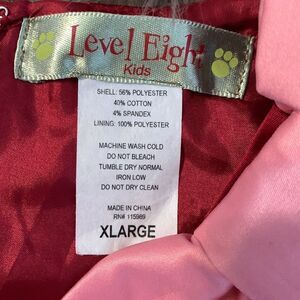 Level Eight
Kids
SHELL: 56% POLYESTER
40% COTTON
4% SPANDEX
LINING: 100% POLYESTER
MACHINE WASH COLD
DO NOT BLEACH
TUMBLE DRY NORMAL
IRON LOW
DO NOT DRY CLEAN
MADE IN CHINA
RN# 115989
XLARGE